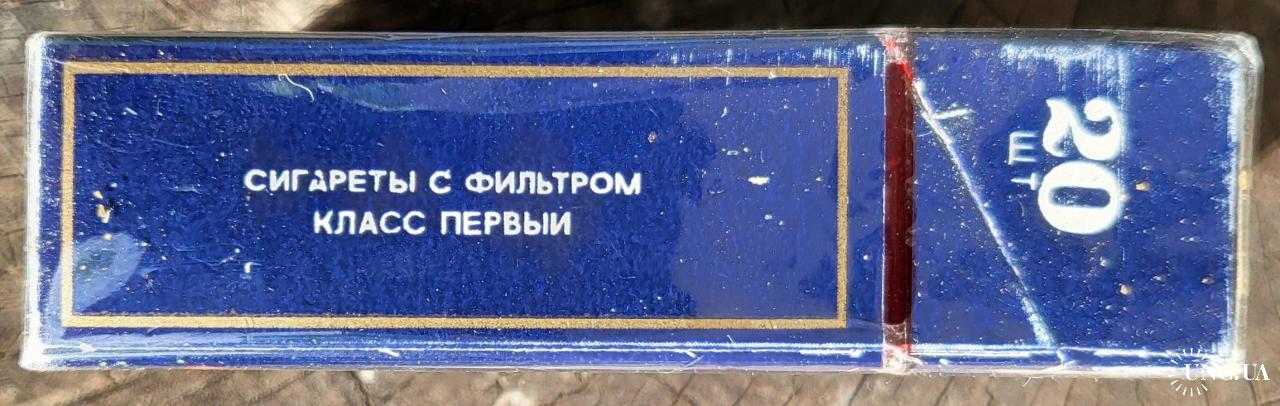 СИГАРЕТЫ С ФИЛЬТРОМ
КЛАСС ПЕРВЫЙ
20
ШТ
UNC.UA